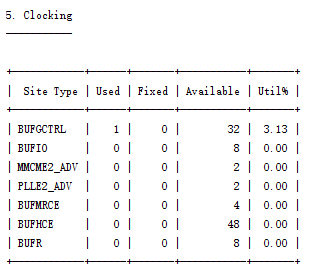 5. Clocking
-----------
+------------+------+-------+-----------+-------+
| Site Type | Used | Fixed | Available | Util% |
+------------+------+-------+-----------+-------+
| BUFGCTRL | 1 | 0 | 32 | 3.13 |
| BUFIO | 0 | 0 | 8 | 0.00 |
| MMCME2_ADV | 0 | 0 | 2 | 0.00 |
| PLLE2_ADV | 0 | 0 | 2 | 0.00 |
| BUFMRCE | 0 | 0 | 4 | 0.00 |
| BUFHCE | 0 | 0 | 48 | 0.00 |
| BUFR | 0 | 0 | 8 | 0.00 |
+------------+------+-------+-----------+-------+